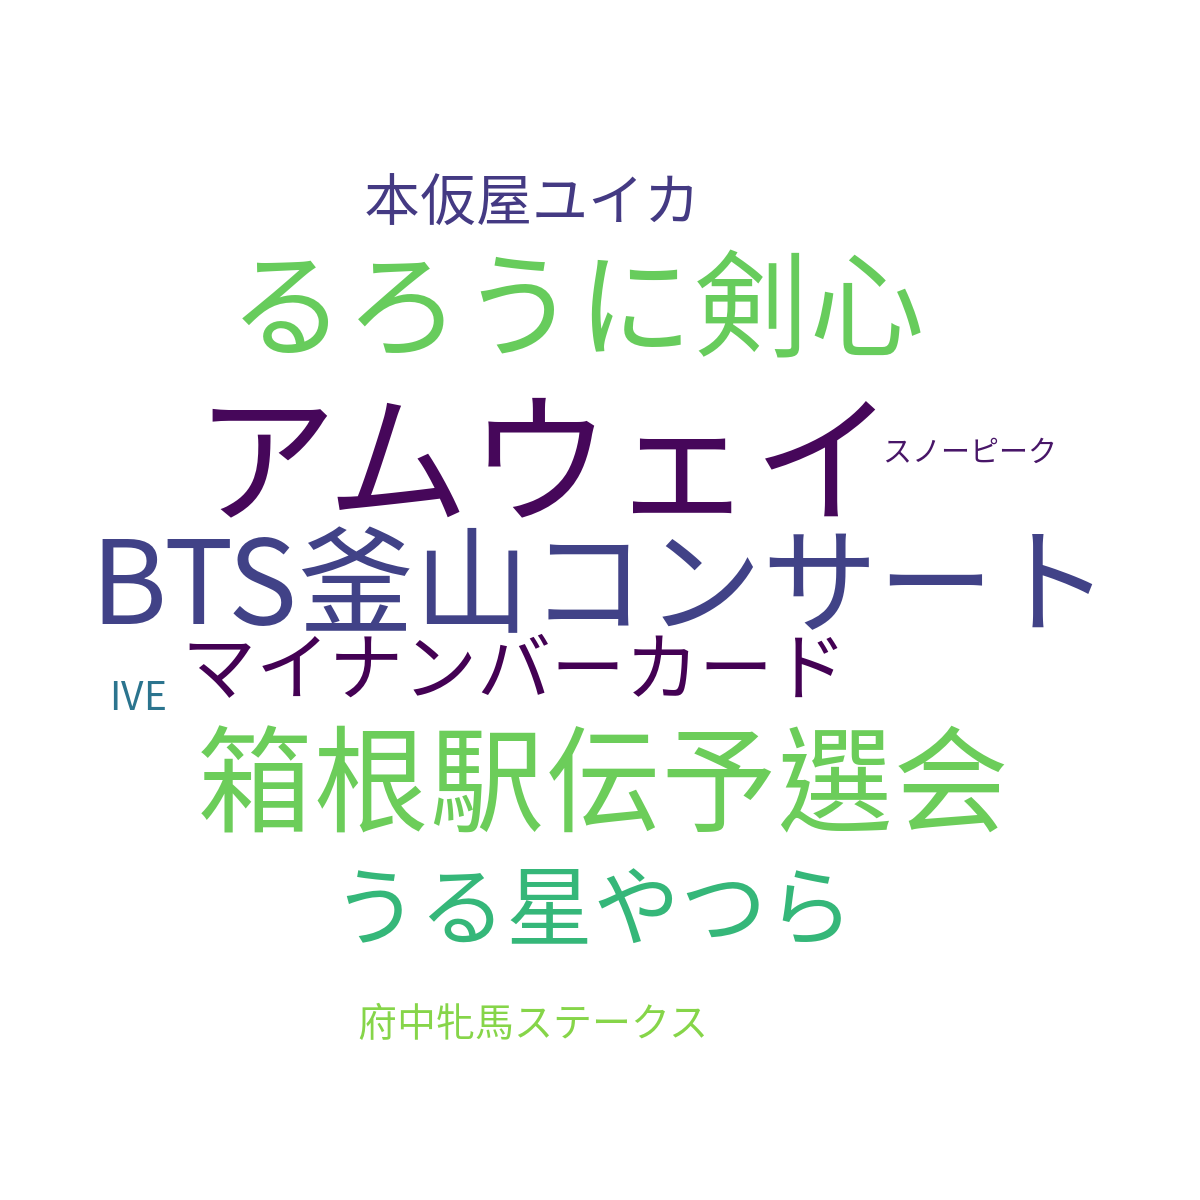 本仮屋ユイカ
るろうに剣心
アムウェイ
スノーピーク
BTS釜山コンサート
マイナンバーカード
IVE
箱根駅伝予選会
うる星やつら
府中牝馬ステークス